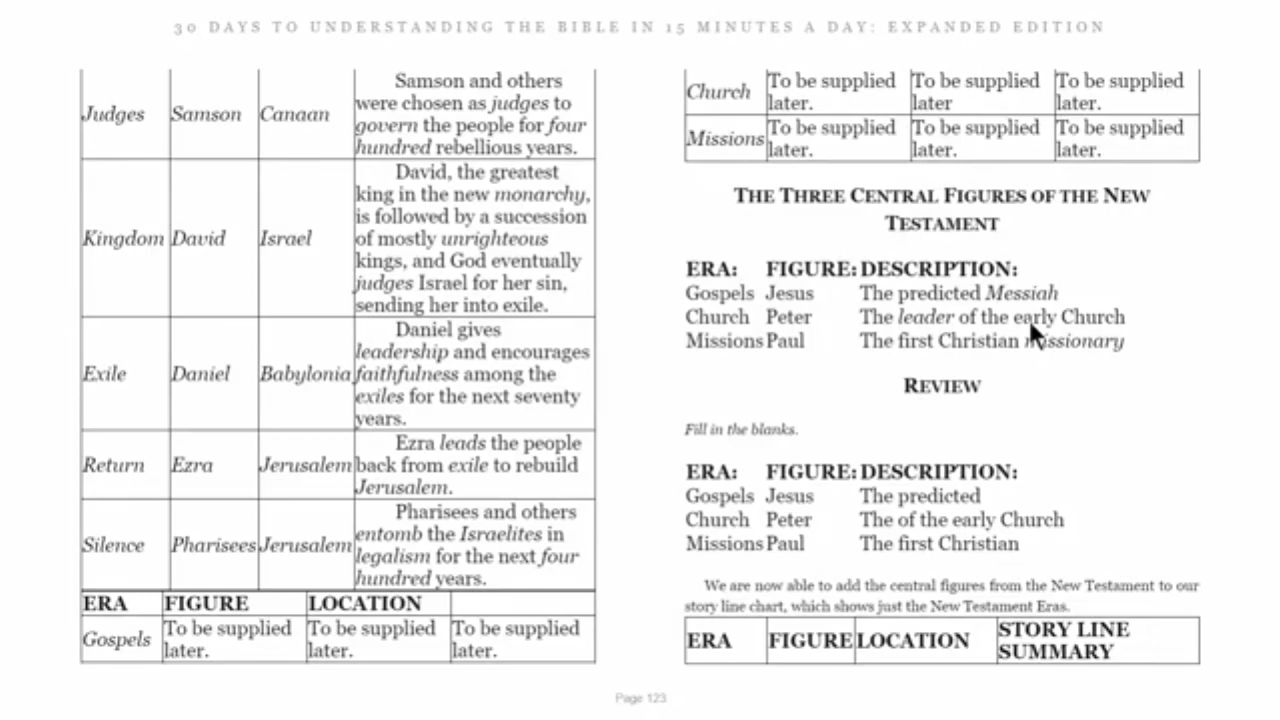 30 DAYS TO UNDERSTANDING THE BIBLE IN 15 MINUTES A DAY: EXPANDED EDITION
Judges Samson Canaan
Samson and others
were chosen as judges to
govern the people for four
hundred rebellious years.
Kingdom David Israel
David, the greatest
king in the new monarchy,
is followed by a succession
of mostly unrighteous
kings, and God eventually
judges Israel for her sin,
sending her into exile.
Exile Daniel Babylonia
Daniel gives
leadership and encourages
faithfulness among the
exiles for the next seventy
years.
Return Ezra Jerusalem
Ezra leads the people
back from exile to rebuild
Jerusalem.
Silence Pharisees Jerusalem
Pharisees and others
entomb the Israelites in
legalism for the next four
hundred years.
ERA FIGURE LOCATION
Gospels
To be supplied later.
To be supplied later.
To be supplied later.
Church
To be supplied later.
To be supplied later
To be supplied later.
Missions
To be supplied later.
To be supplied later.
To be supplied later.
THE THREE CENTRAL FIGURES OF THE NEW
TESTAMENT
ERA: FIGURE: DESCRIPTION:
Gospels Jesus The predicted Messiah
Church Peter The leader of the early Church
Missions Paul The first Christian missionary
REVIEW
Fill in the blanks.
ERA: FIGURE: DESCRIPTION:
Gospels Jesus The predicted
Church Peter The of the early Church
Missions Paul The first Christian
We are now able to add the central figures from the New Testament to our
story line chart, which shows just the New Testament Eras.
ERA FIGURE LOCATION STORY LINE
SUMMARY
Page 123